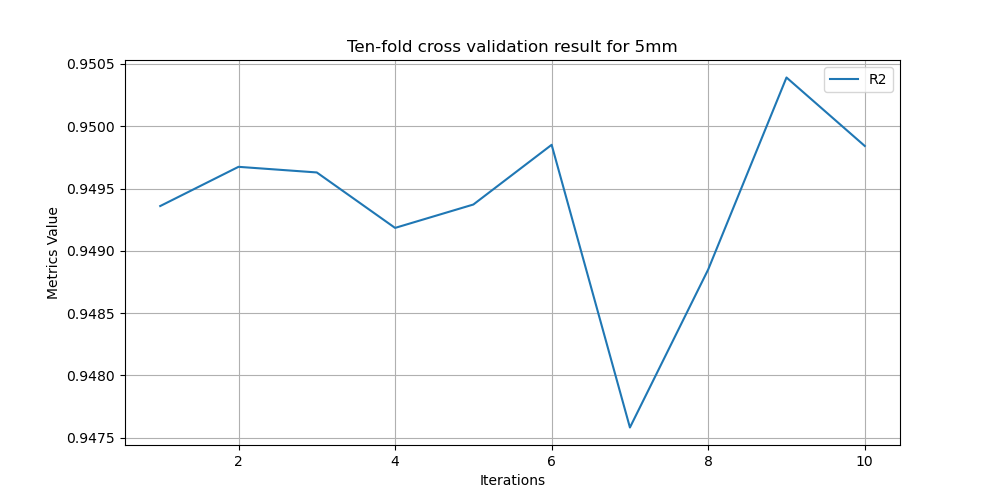 Ten-fold cross validation result for 5mm
R2
Metrics Value
0.9505
0.9500
0.9495
0.9490
0.9485
0.9480
0.9475
2 4 6 8 10
Iterations